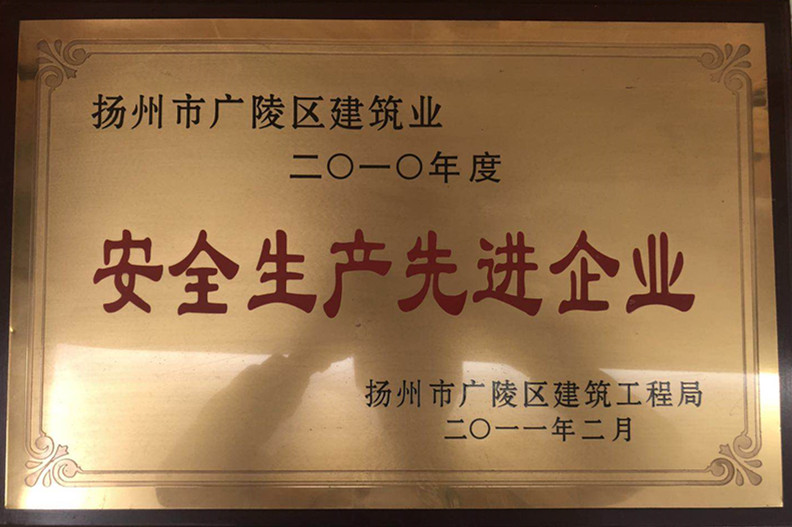 扬州市广陵区建筑业
二〇一〇年度
安全生产先进企业
扬州市广陵区建筑工程局
二〇一一年二月